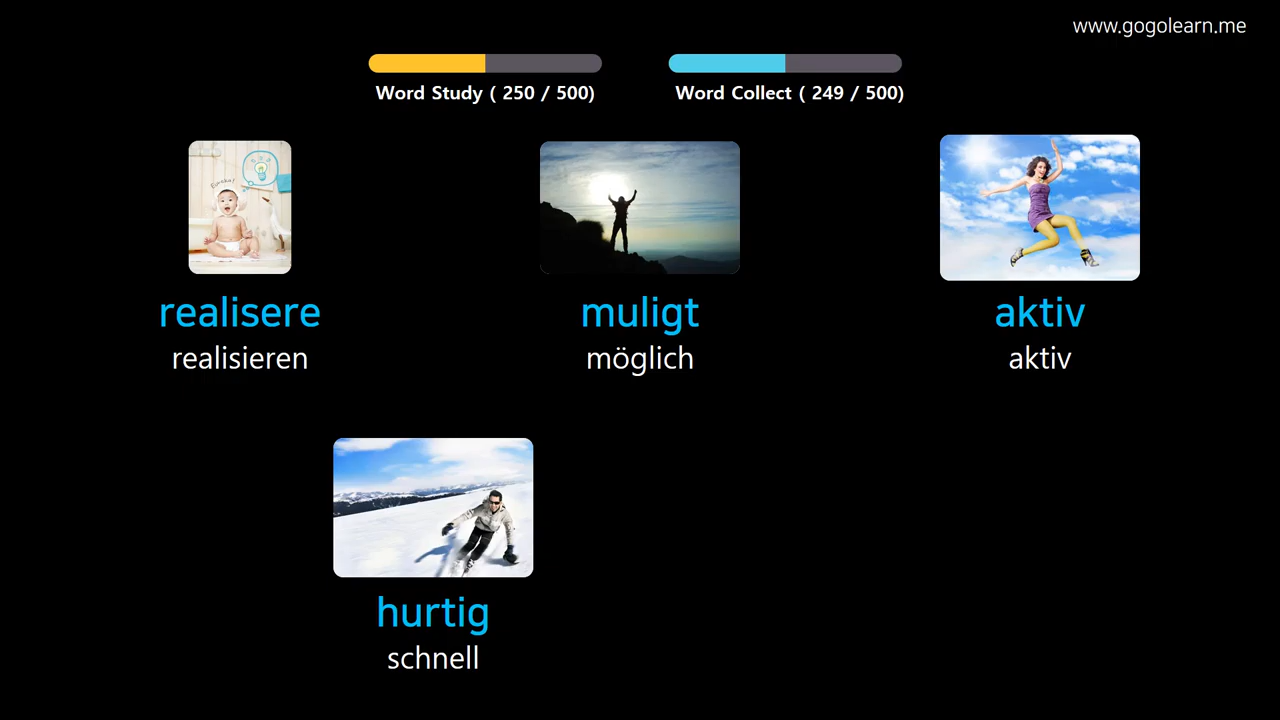 www.gogolearn.me
Word Study ( 250 / 500)
Word Collect ( 249 / 500)
Eureka!
realisere
muligt
aktiv
realisieren
möglich
aktiv
hurtig
schnell